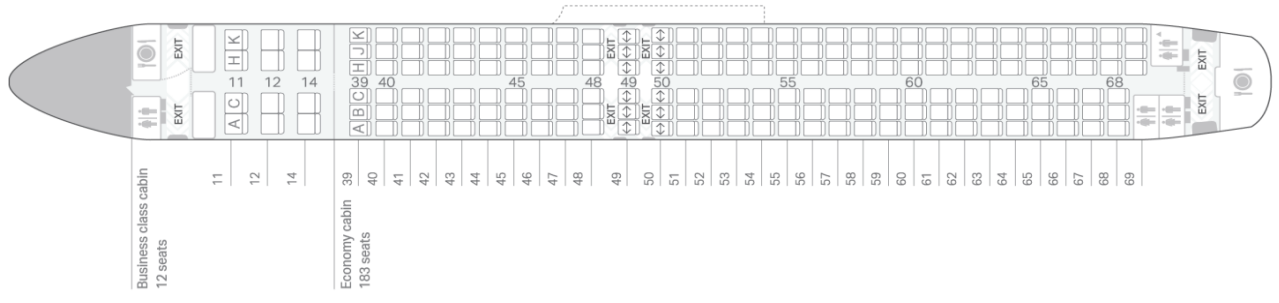 EXIT EXIT
K K
H J
H
11 12 14 39 40 45 48 49 50 55 60 65 68
C C
A B
A
EXIT EXIT
EXIT EXIT
EXIT EXIT
11 12 14 39 40 41 42 43 44 45 46 47 48 49 50 51 52 53 54 55 56 57 58 59 60 61 62 63 64 65 66 67 68 69
Business class cabin
12 seats
Economy cabin
183 seats